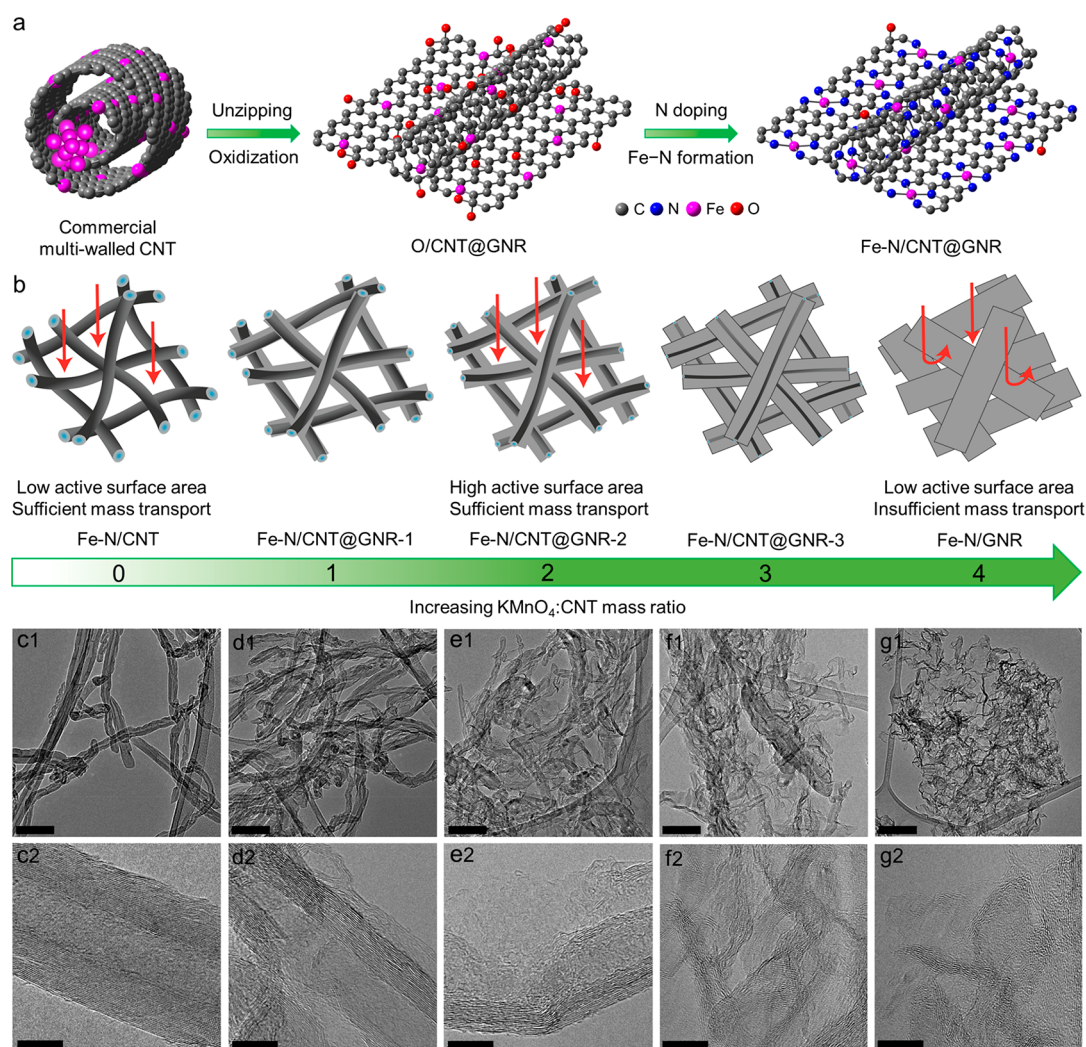 a
Unzipping
Oxidization
N doping
Fe−N formation
C N Fe O
Commercial
multi-walled CNT
O/CNT@GNR
Fe-N/CNT@GNR
b
Low active surface area
Sufficient mass transport
High active surface area
Sufficient mass transport
Low active surface area
Insufficient mass transport
Fe-N/CNT
Fe-N/CNT@GNR-1
Fe-N/CNT@GNR-2
Fe-N/CNT@GNR-3
Fe-N/GNR
0 1 2 3 4
Increasing KMnO₄:CNT mass ratio
c1 d1 e1 f1 g1
c2 d2 e2 f2 g2